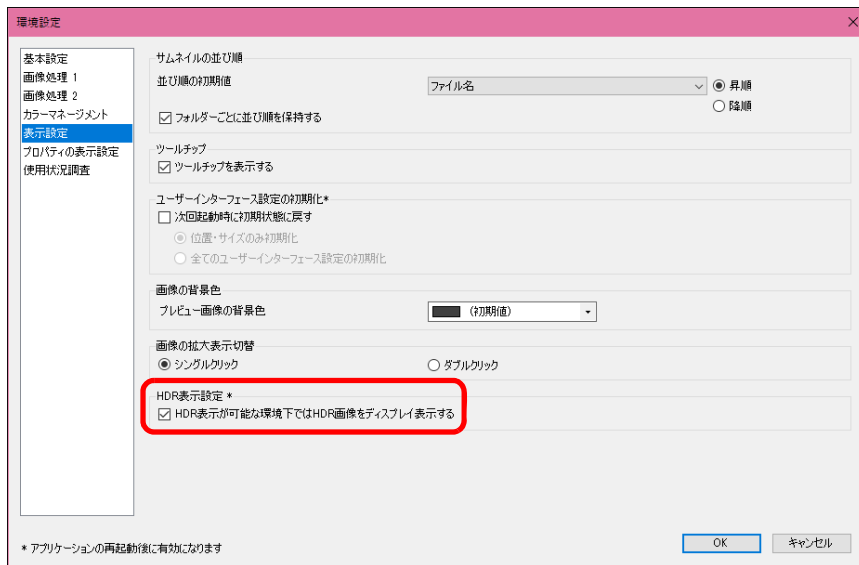 環境設定
基本設定
画像処理 1
画像処理 2
カラーマネージメント
表示設定
プロパティの表示設定
使用状況調査
サムネイルの並び順
並び順の初期値
ファイル名
昇順
降順
フォルダーごとに並び順を保持する
ツールチップ
ツールチップを表示する
ユーザーインターフェース設定の初期化*
次回起動時に初期状態に戻す
位置・サイズのみ初期化
全てのユーザーインターフェース設定の初期化
画像の背景色
プレビュー画像の背景色
(初期値)
画像の拡大表示切替
シングルクリック
ダブルクリック
HDR表示設定 *
HDR表示が可能な環境下ではHDR画像をディスプレイ表示する
* アプリケーションの再起動後に有効になります
OK
キャンセル